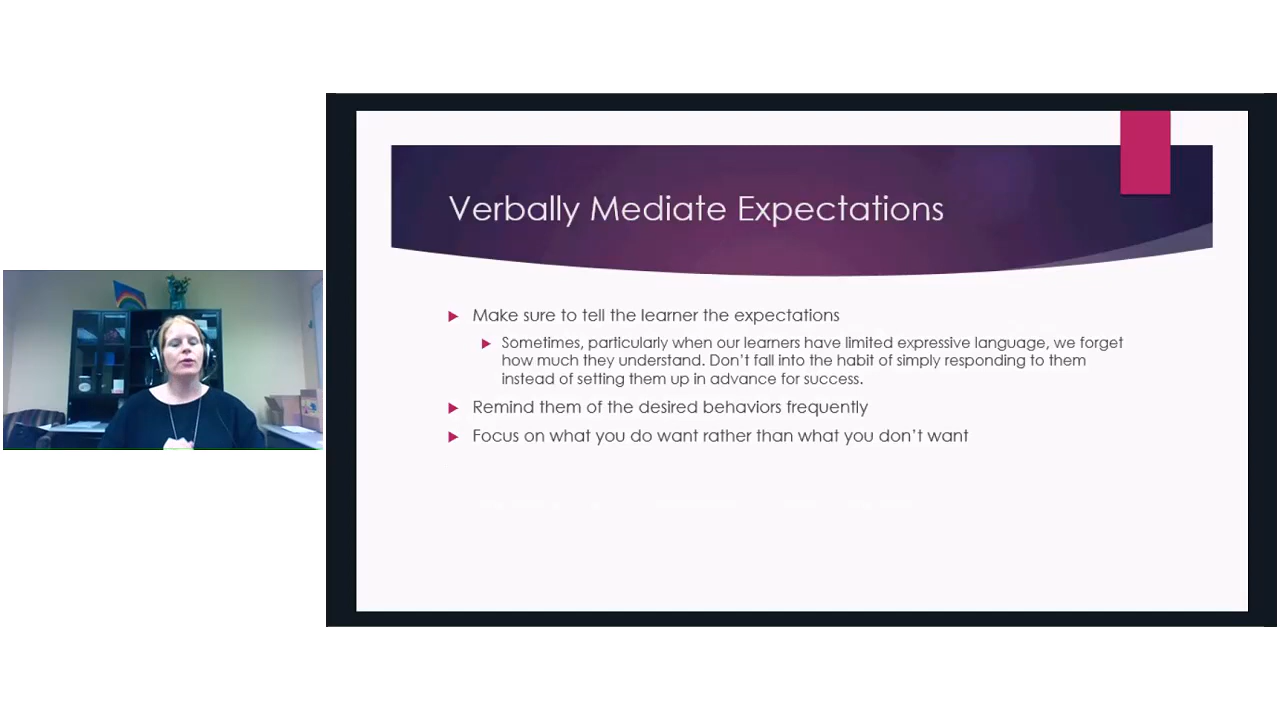 Verbally Mediate Expectations
Make sure to tell the learner the expectations
Sometimes, particularly when our learners have limited expressive language, we forget
how much they understand. Don't fall into the habit of simply responding to them
instead of setting them up in advance for success.
Remind them of the desired behaviors frequently
Focus on what you do want rather than what you don't want